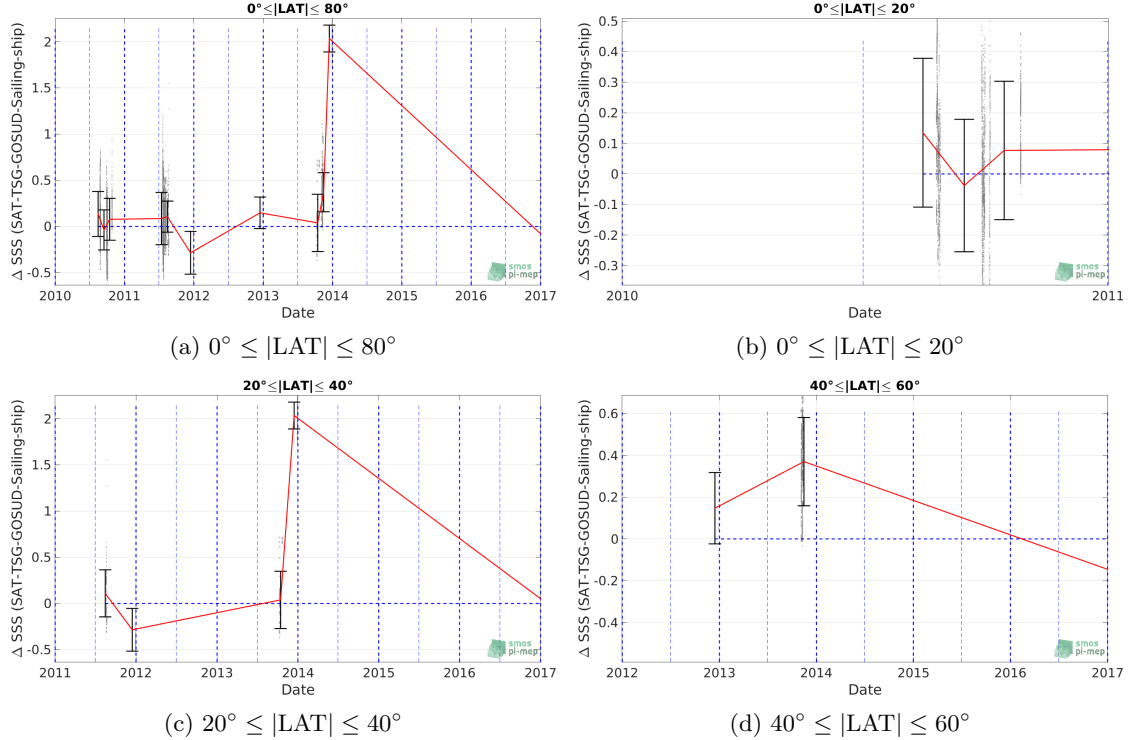 0°≤|LAT|≤ 80°
Δ SSS (SAT-TSG-GOSUD-Sailing-ship)
2
1.5
1
0.5
0
-0.5
2010 2011 2012 2013 2014 2015 2016 2017
Date
smos
pi-mep
(a) 0° ≤ |LAT| ≤ 80°
0°≤|LAT|≤ 20°
Δ SSS (SAT-TSG-GOSUD-Sailing-ship)
0.5
0.4
0.3
0.2
0.1
0
-0.1
-0.2
-0.3
2010 2011
Date
smos
pi-mep
(b) 0° ≤ |LAT| ≤ 20°
20°≤|LAT|≤ 40°
Δ SSS (SAT-TSG-GOSUD-Sailing-ship)
2
1.5
1
0.5
0
-0.5
2011 2012 2013 2014 2015 2016 2017
Date
smos
pi-mep
(c) 20° ≤ |LAT| ≤ 40°
40°≤|LAT|≤ 60°
Δ SSS (SAT-TSG-GOSUD-Sailing-ship)
0.6
0.4
0.2
0
-0.2
-0.4
2012 2013 2014 2015 2016 2017
Date
smos
pi-mep
(d) 40° ≤ |LAT| ≤ 60°